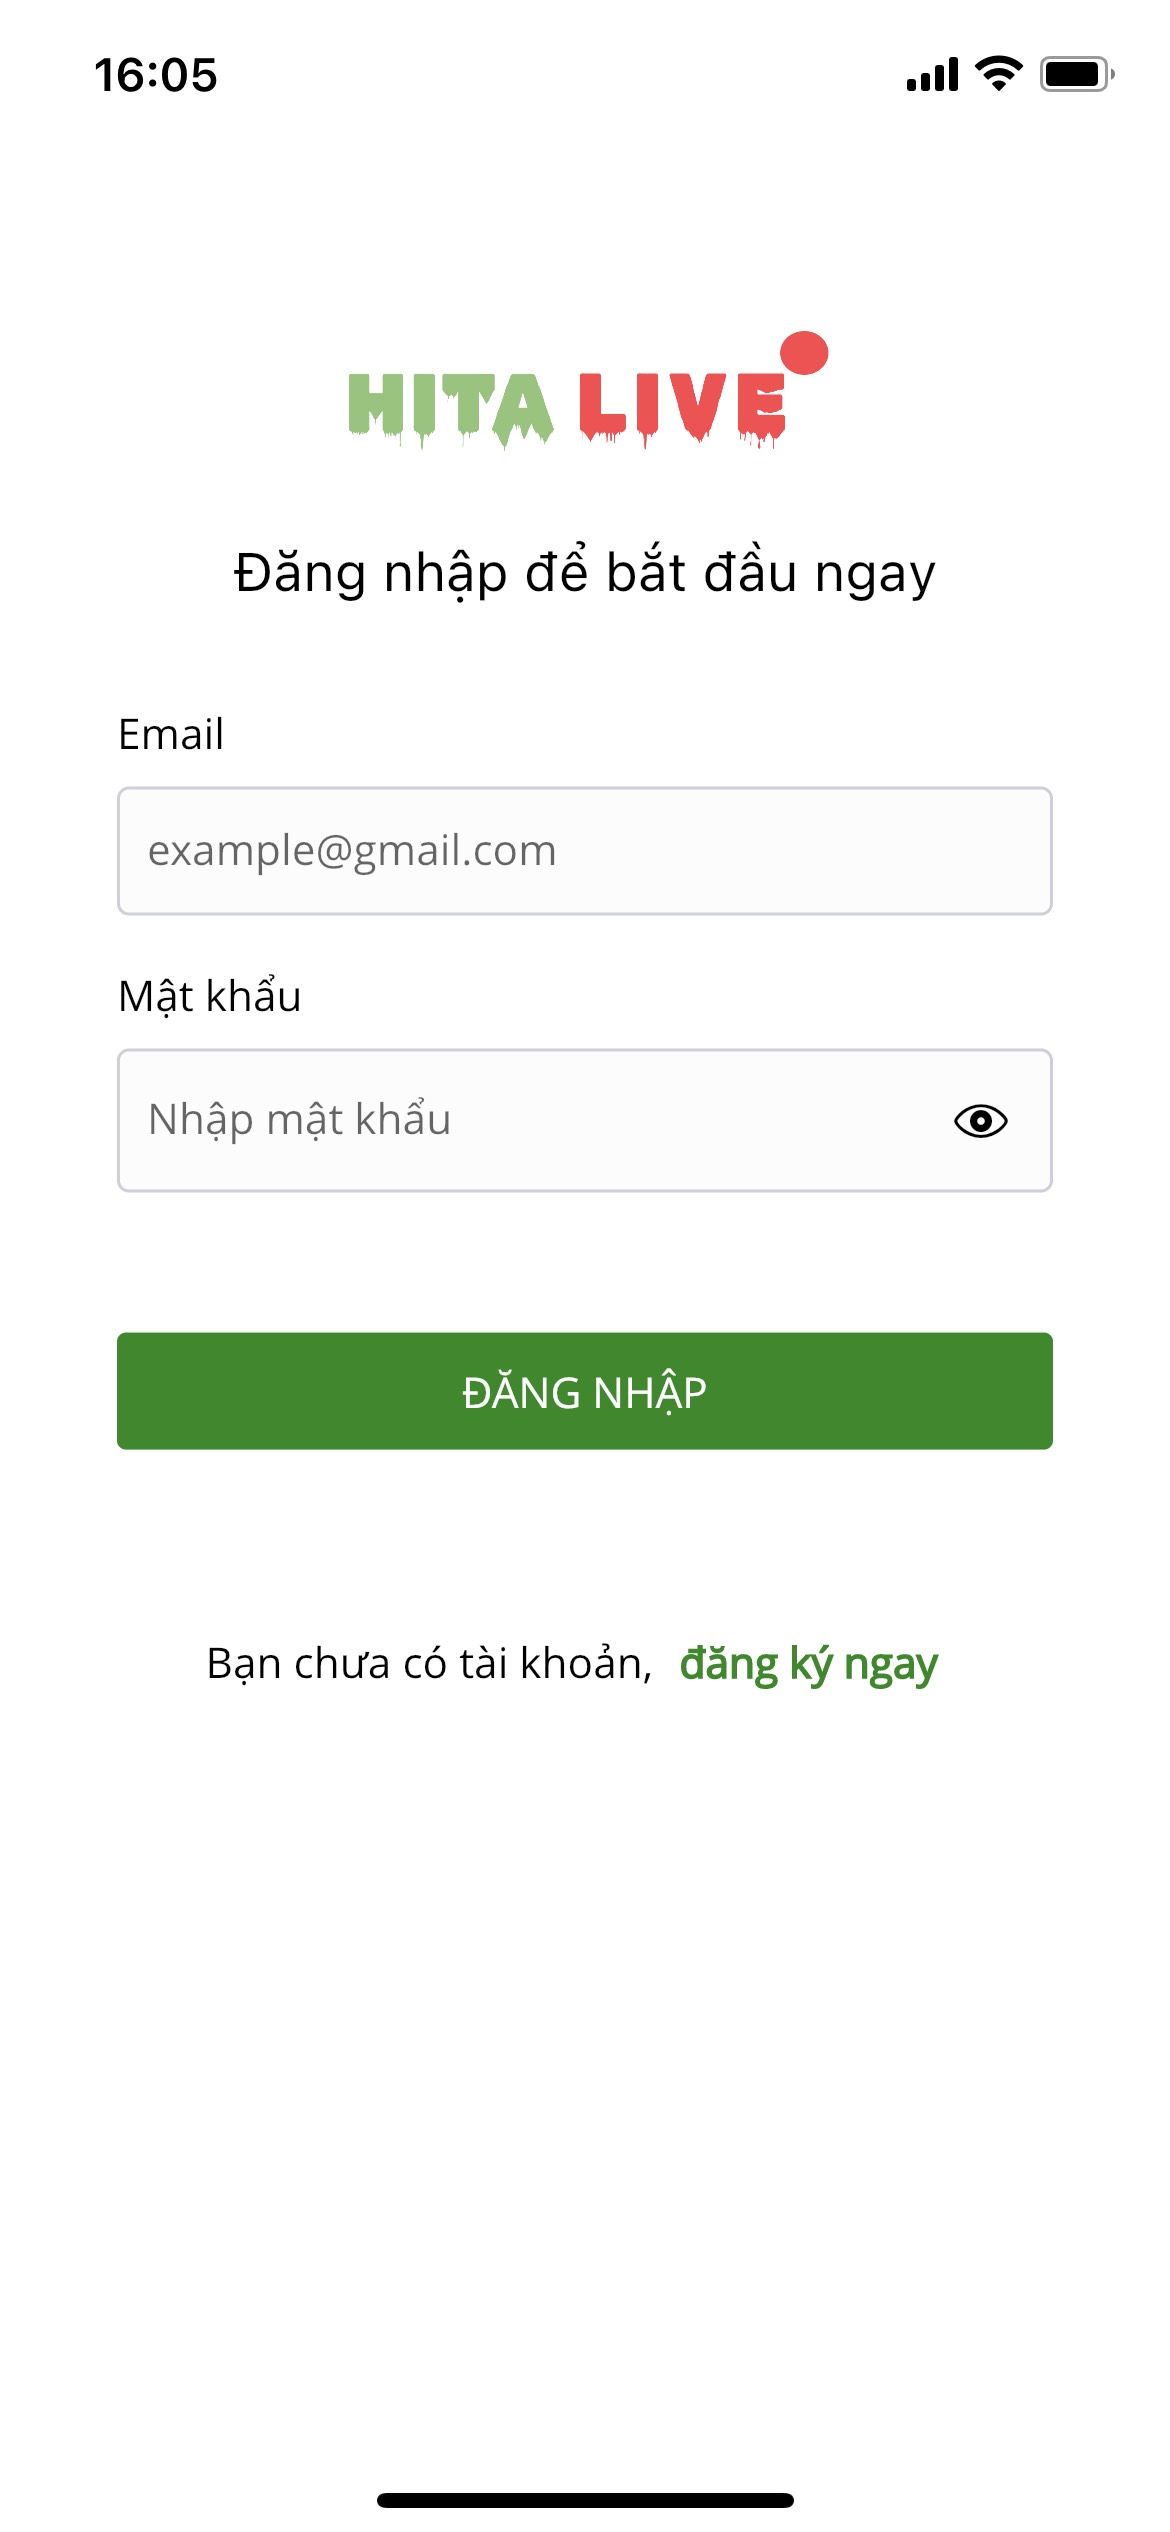 16:05
HITA LIVE
Đăng nhập để bắt đầu ngay
Email
example@gmail.com
Mật khẩu
Nhập mật khẩu
ĐĂNG NHẬP
Bạn chưa có tài khoản, đăng ký ngay